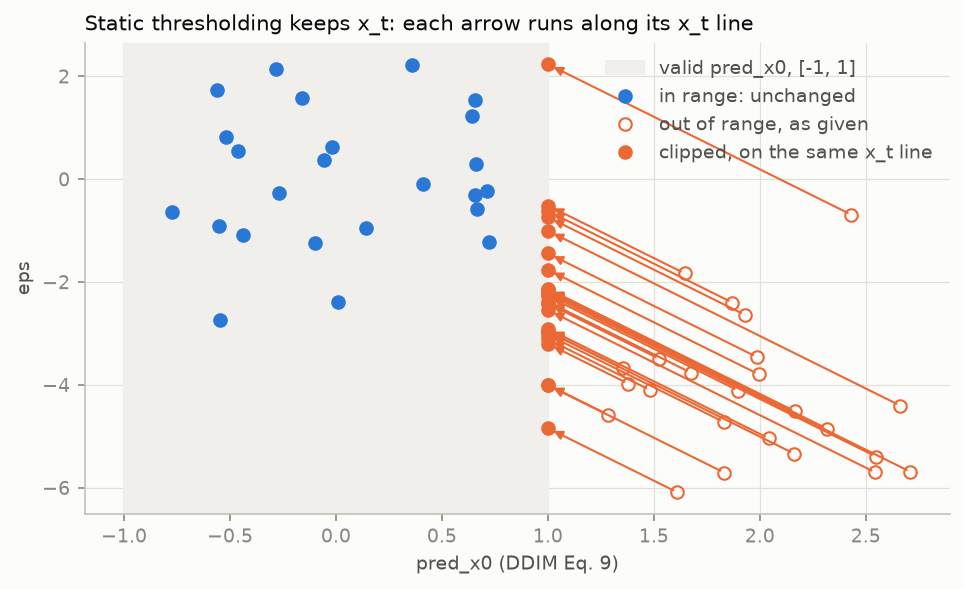 Static thresholding keeps x_t: each arrow runs along its x_t line
valid pred_x0, [-1, 1]
in range: unchanged
out of range, as given
clipped, on the same x_t line
eps
2
0
−2
−4
−6
−1.0 −0.5 0.0 0.5 1.0 1.5 2.0 2.5
pred_x0 (DDIM Eq. 9)